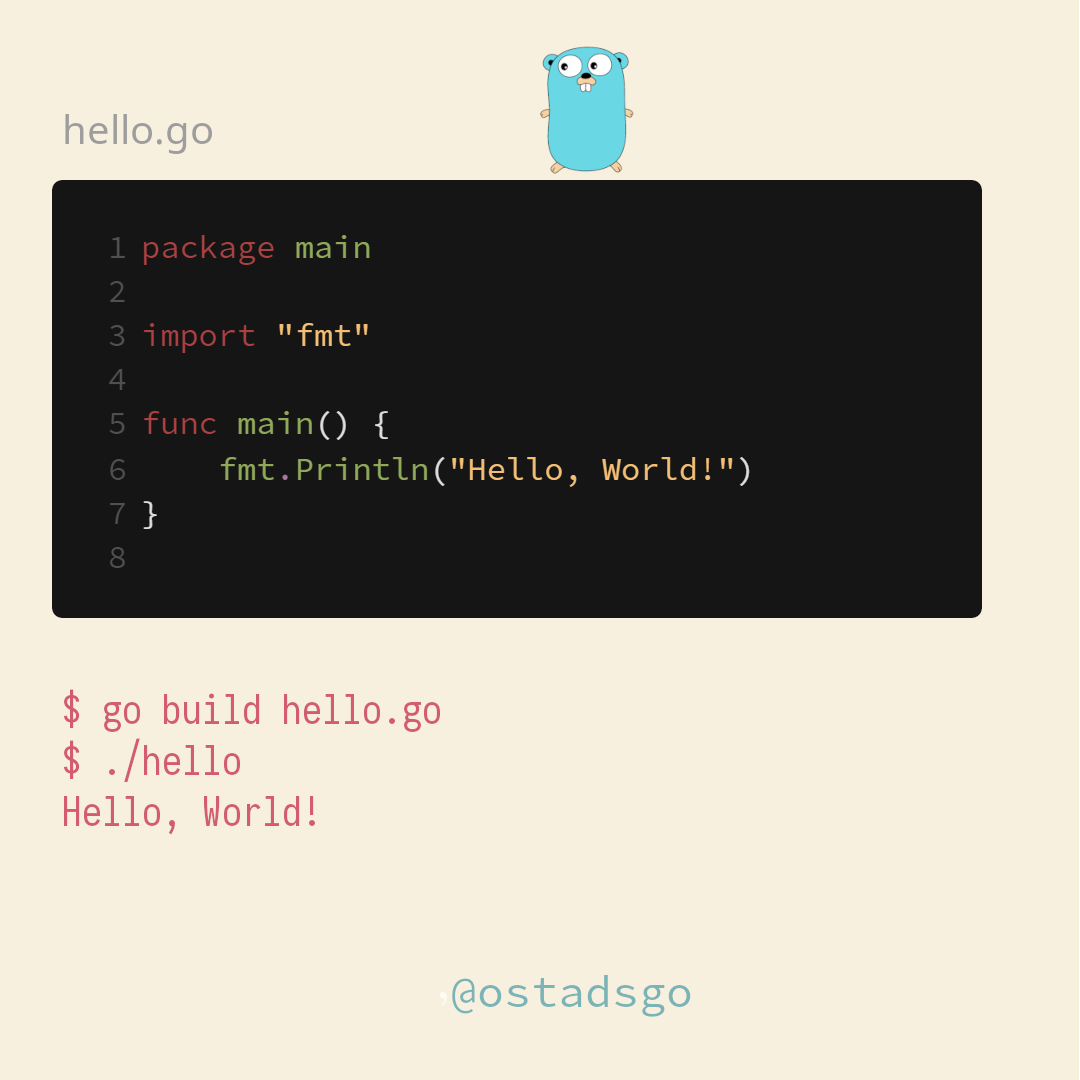 hello.go
1 package main
2
3 import "fmt"
4
5 func main() {
6     fmt.Println("Hello, World!")
7 }
8
$ go build hello.go
$ ./hello
Hello, World!
,@ostadsgo